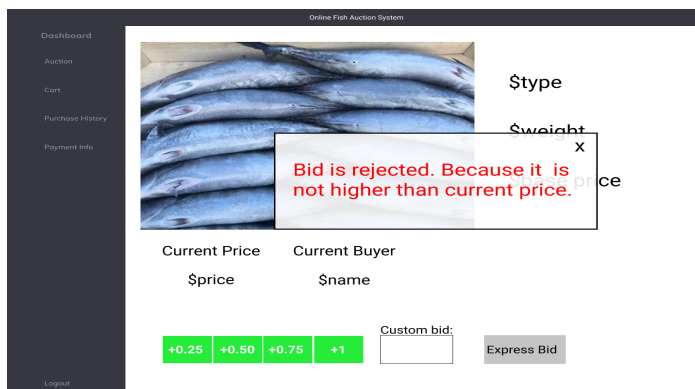 Online Fish Auction System
Dashboard
Auction
Cart
Purchase History
Payment Info
Logout
$type
$weight
$base price
X
Bid is rejected. Because it is
not higher than current price.
Current Price
Current Buyer
$price
$name
+0.25
+0.50
+0.75
+1
Custom bid:
Express Bid